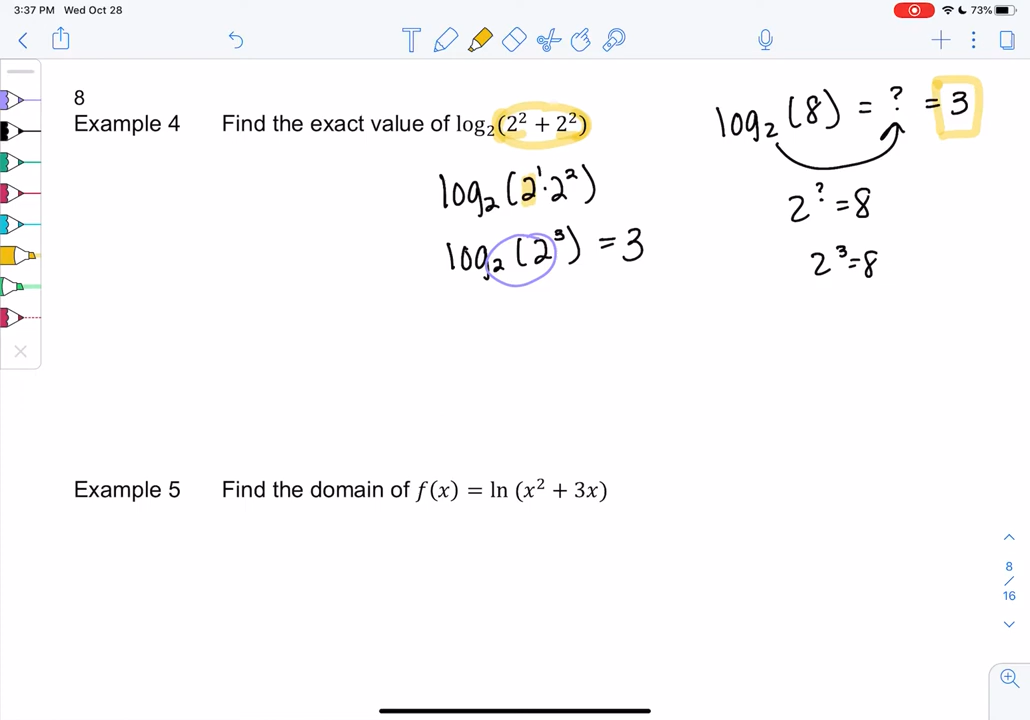 3:37 PM Wed Oct 28 73%
T
8
Example 4 Find the exact value of log₂(2² + 2²)
log₂(8) = ? = 3
log₂(2¹·2²)
2^? = 8
log₂(2³) = 3
2³=8
Example 5 Find the domain of f(x) = ln (x² + 3x)
8
/
16